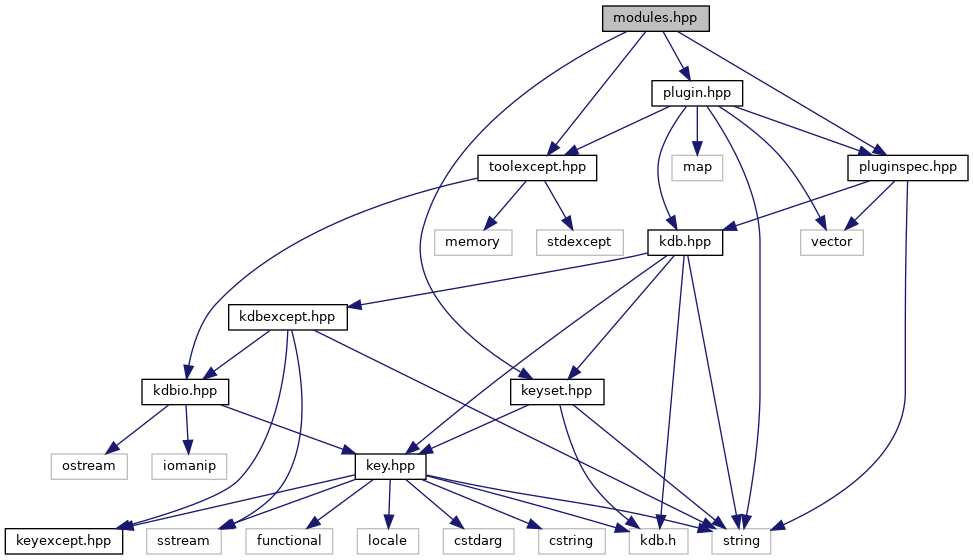 modules.hpp
plugin.hpp
toolexcept.hpp
map
pluginspec.hpp
memory
stdexcept
kdb.hpp
vector
kdbexcept.hpp
kdbio.hpp
keyset.hpp
ostream
iomanip
key.hpp
keyexcept.hpp
sstream
functional
locale
cstdarg
cstring
kdb.h
string